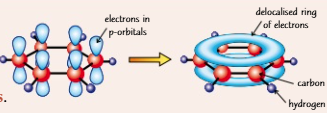 electrons in
p-orbitals
delocalised ring
of electrons
carbon
hydrogen
s.